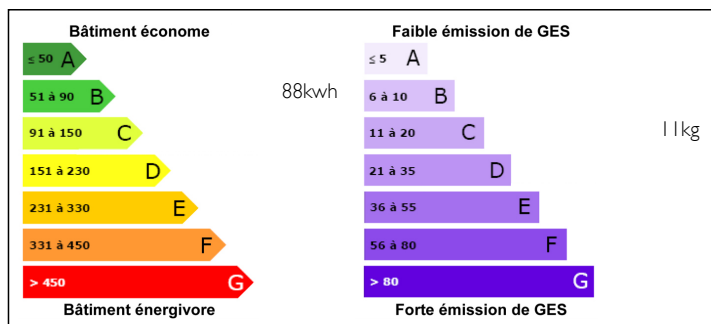 Bâtiment économe
≤ 50 A
51 à 90 B
91 à 150 C
151 à 230 D
231 à 330 E
331 à 450 F
> 450 G
Bâtiment énergivore
88kwh
Faible émission de GES
≤ 5 A
6 à 10 B
11 à 20 C
21 à 35 D
36 à 55 E
56 à 80 F
> 80 G
Forte émission de GES
11kg